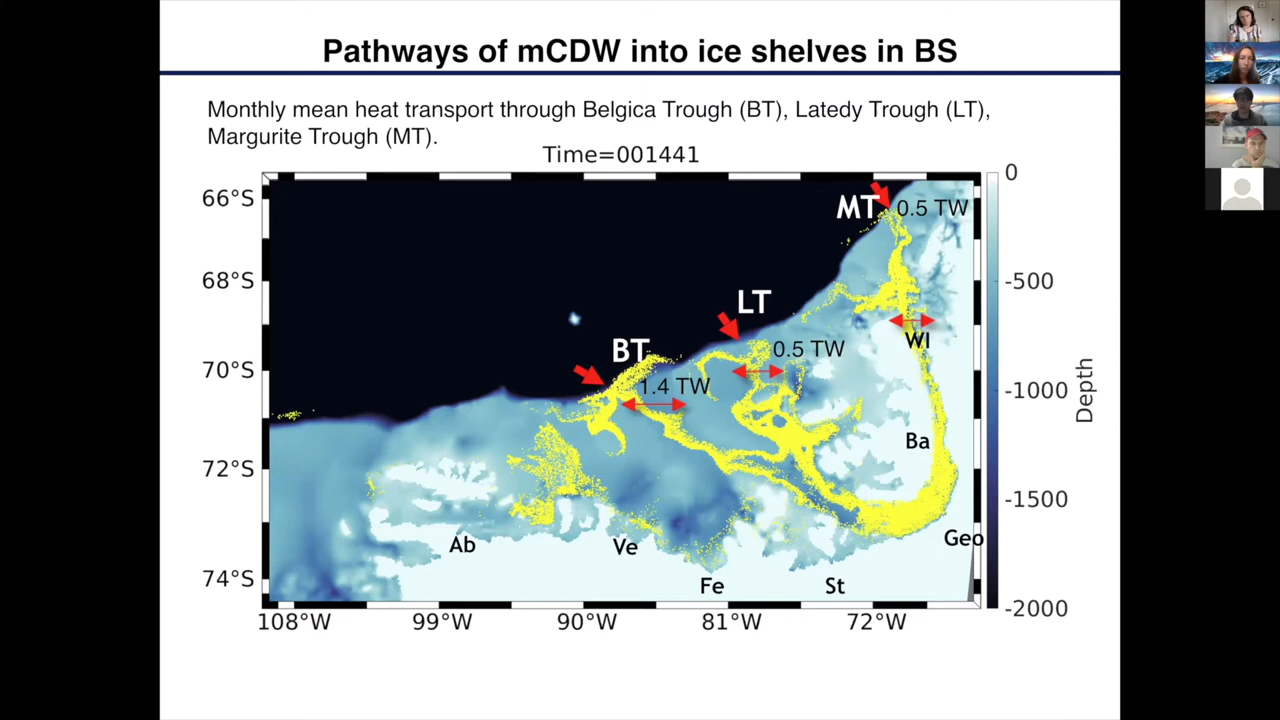 Pathways of mCDW into ice shelves in BS
Monthly mean heat transport through Belgica Trough (BT), Latedy Trough (LT),
Margurite Trough (MT).
Time=001441
0
66°S
MT
0.5 TW
68°S
-500
LT
WI
BT
0.5 TW
70°S
1.4 TW
-1000
Depth
Ba
72°S
-1500
Ab
Ve
Geo
74°S
Fe
St
-2000
108°W
99°W
90°W
81°W
72°W